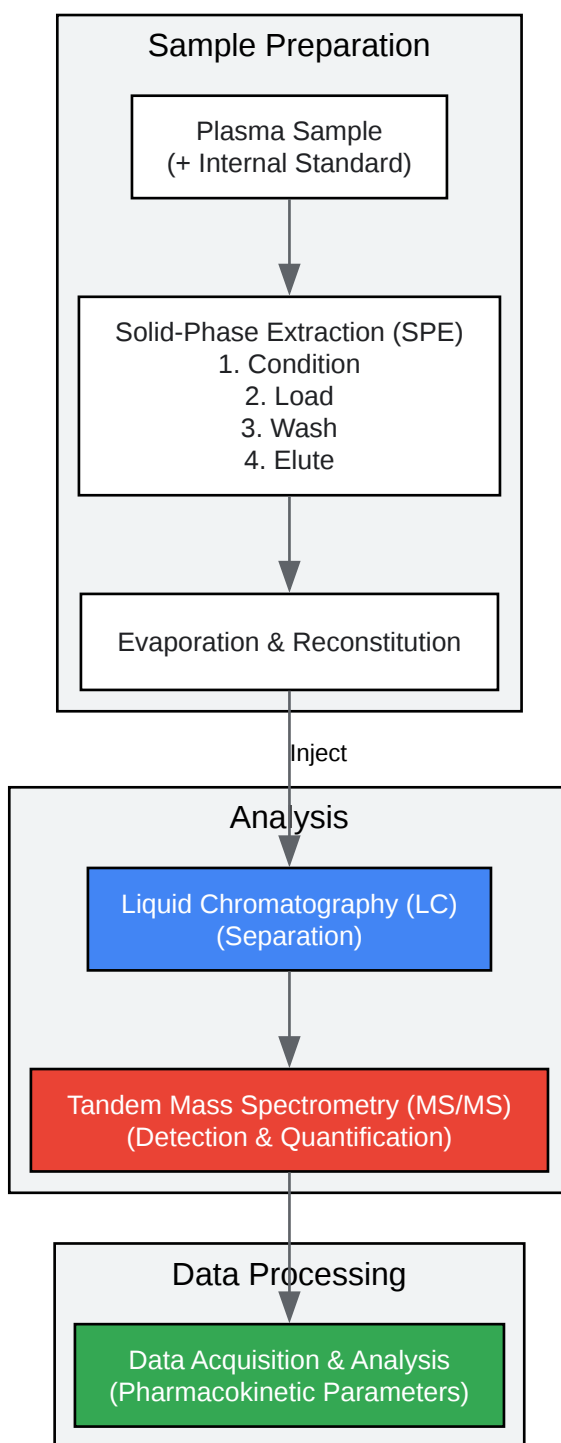 Sample Preparation
Plasma Sample
(+ Internal Standard)
Solid-Phase Extraction (SPE)
1. Condition
2. Load
3. Wash
4. Elute
Evaporation & Reconstitution
Inject
Analysis
Liquid Chromatography (LC)
(Separation)
Tandem Mass Spectrometry (MS/MS)
(Detection & Quantification)
Data Processing
Data Acquisition & Analysis
(Pharmacokinetic Parameters)